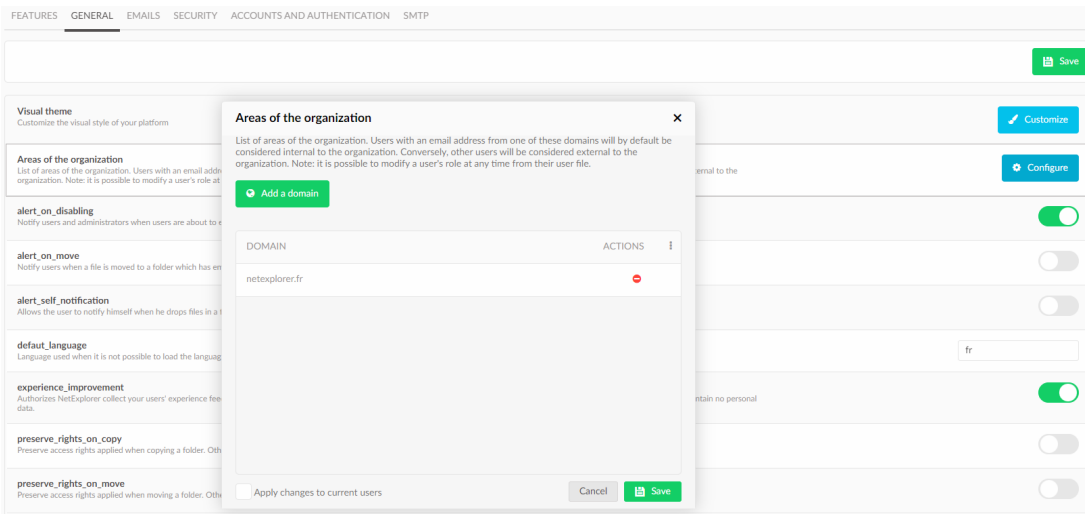 FEATURES GENERAL EMAILS SECURITY ACCOUNTS AND AUTHENTICATION SMTP
Save
Visual theme
Customize the visual style of your platform
Customize
Areas of the organization
List of areas of the organization. Users with an email addr
ernal to the
organization. Note: it is possible to modify a user's role at
Configure
alert_on_disabling
Notify users and administrators when users are about to e
alert_on_move
Notify users when a file is moved to a folder which has en
alert_self_notification
Allows the user to notify himself when he drops files in a
defaut_language
Language used when it is not possible to load the languag
fr
experience_improvement
Authorizes NetExplorer collect your users' experience fee
ntain no personal
data.
preserve_rights_on_copy
Preserve access rights applied when copying a folder. Oth
preserve_rights_on_move
Preserve access rights applied when moving a folder. Oth
Areas of the organization
List of areas of the organization. Users with an email address from one of these domains will by default be
considered internal to the organization. Conversely, other users will be considered external to the
organization. Note: it is possible to modify a user's role at any time from their user file.
Add a domain
DOMAIN ACTIONS
netexplorer.fr
Apply changes to current users
Cancel Save